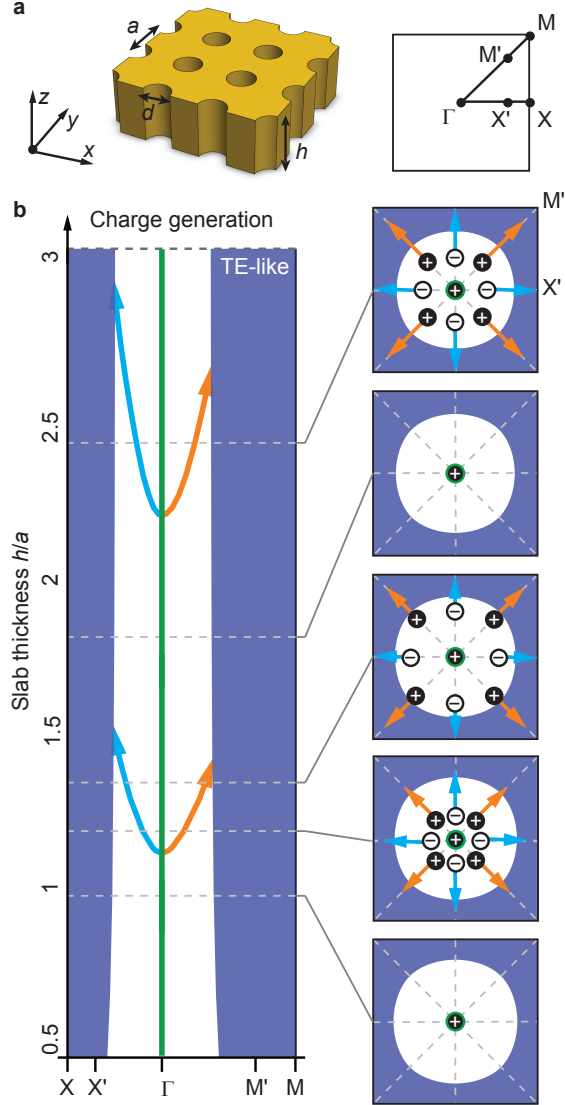 a
a
d
h
z
y
x
M
M'
Γ
X'
X
b
Charge generation
TE-like
Slab thickness h/a
3
2.5
2
1.5
1
0.5
X
X'
Γ
M'
M
M'
X'
+
−
+
−
+
−
+
−
+
+
+
−
+
−
+
−
+
−
+
+
−
+
−
+
−
+
−
+
+